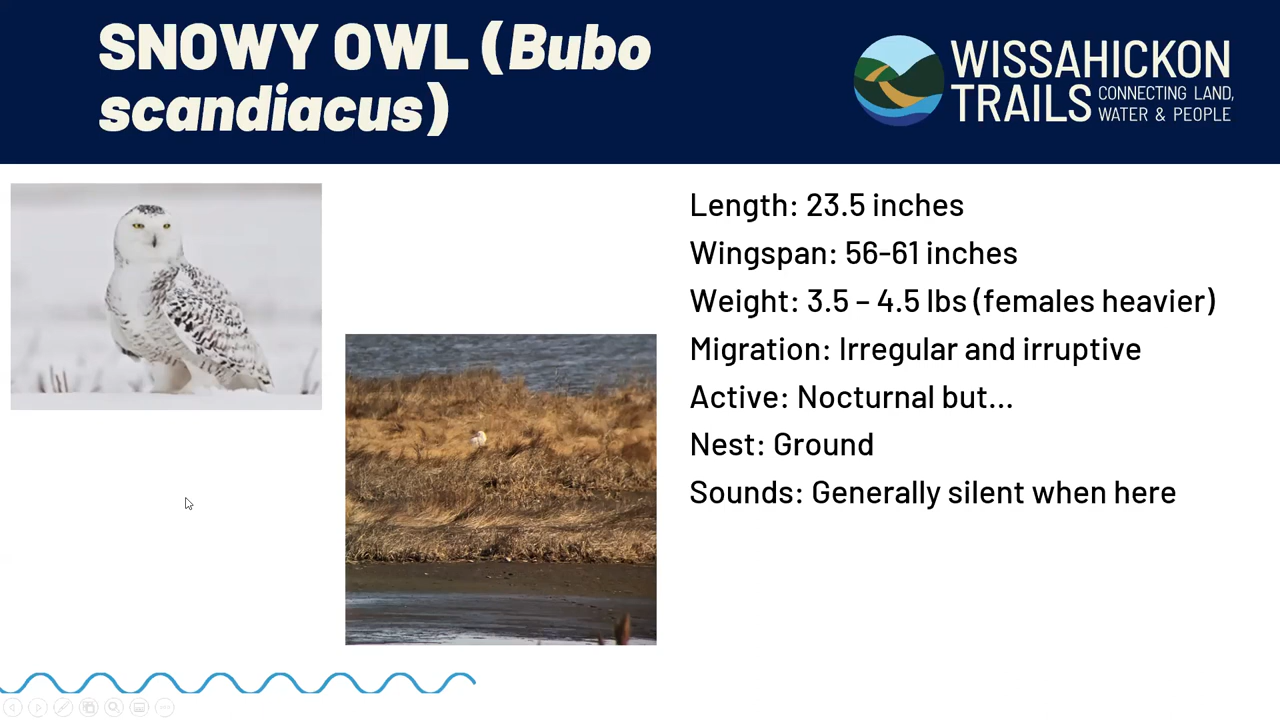 SNOWY OWL (Bubo
scandiacus)
WISSAHICKON
TRAILS CONNECTING LAND,
WATER & PEOPLE
Length: 23.5 inches
Wingspan: 56-61 inches
Weight: 3.5 – 4.5 lbs (females heavier)
Migration: Irregular and irruptive
Active: Nocturnal but...
Nest: Ground
Sounds: Generally silent when here